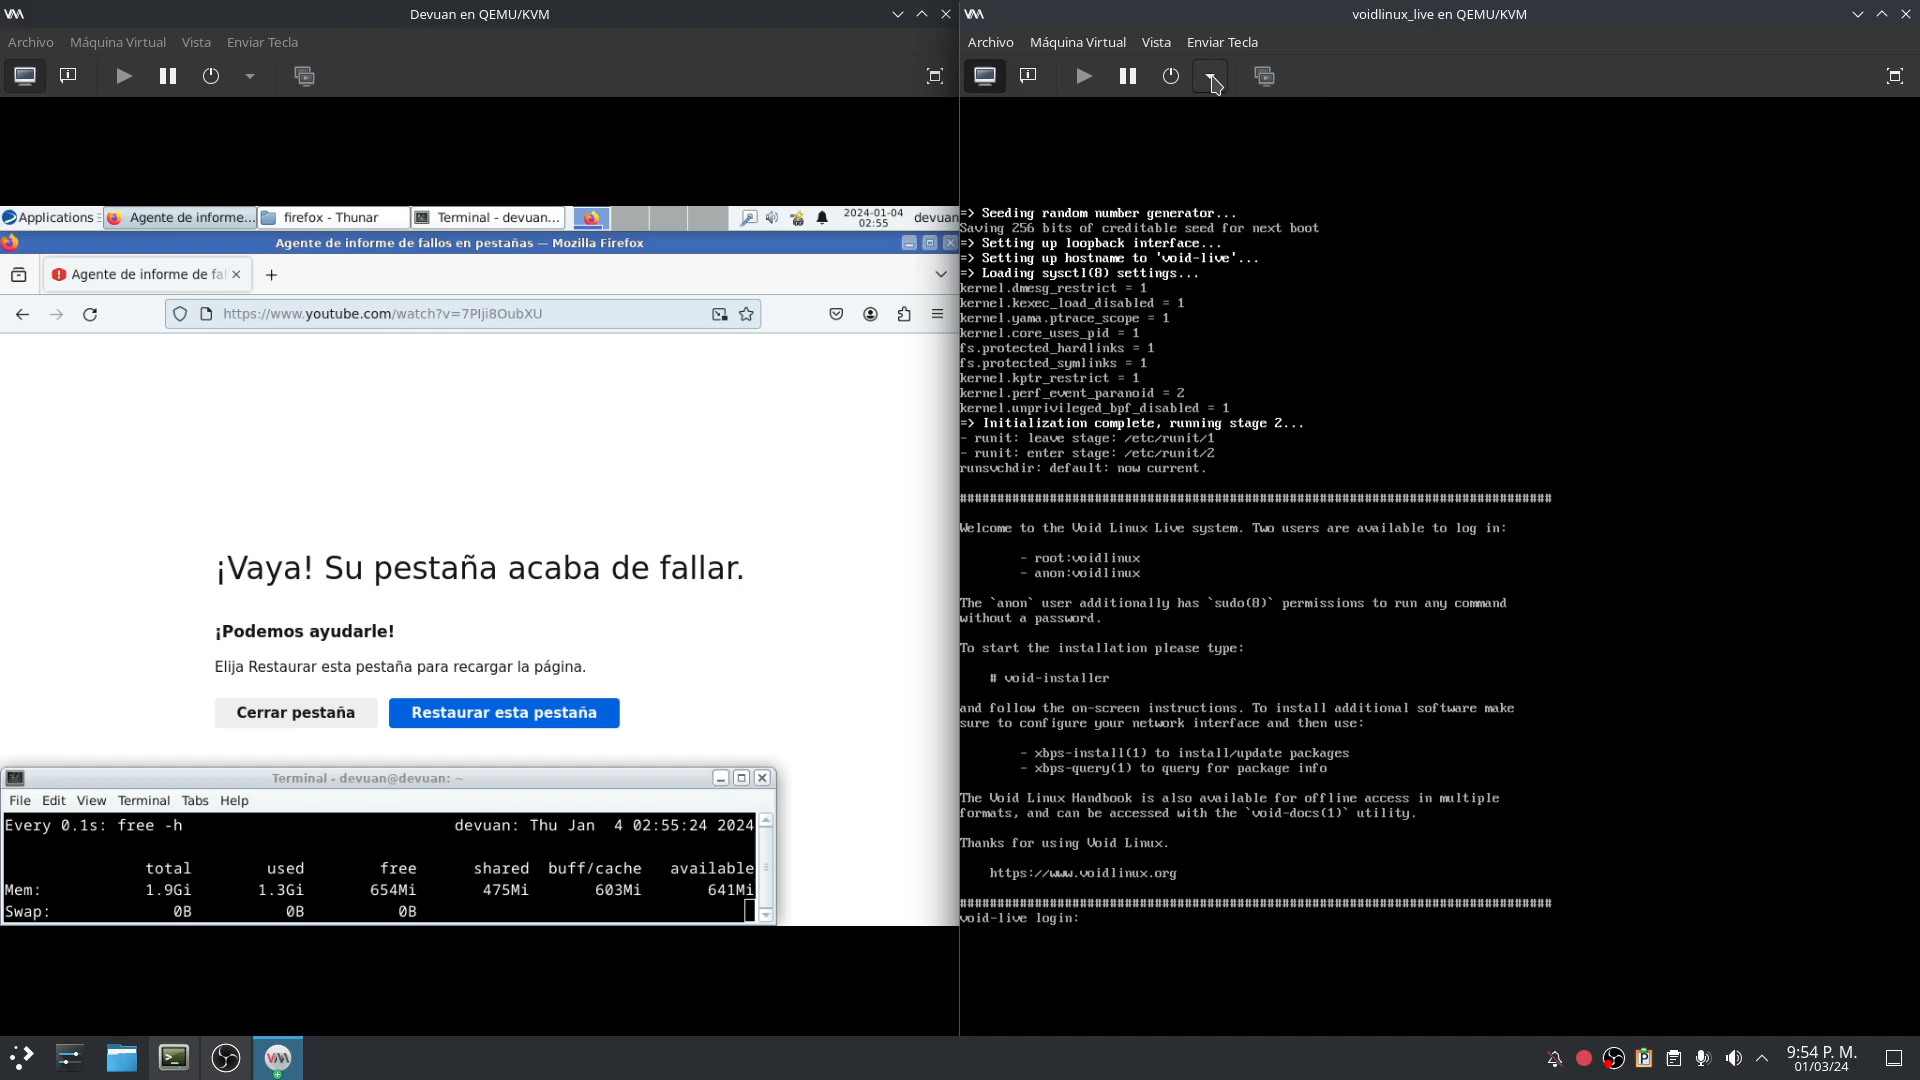 Devuan en QEMU/KVM
Archivo Máquina Virtual Vista Enviar Tecla
Applications
Agente de informe...
firefox - Thunar
Terminal - devuan...
2024-01-04
02:55
devuan
Agente de informe de fallos en pestañas — Mozilla Firefox
Agente de informe de fa
https://www.youtube.com/watch?v=7PIji8OubXU
¡Vaya! Su pestaña acaba de fallar.
¡Podemos ayudarle!
Elija Restaurar esta pestaña para recargar la página.
Cerrar pestaña
Restaurar esta pestaña
Terminal - devuan@devuan: ~
File Edit View Terminal Tabs Help
Every 0.1s: free -h devuan: Thu Jan 4 02:55:24 2024
total used free shared buff/cache available
Mem: 1.9Gi 1.3Gi 654Mi 475Mi 603Mi 641Mi
Swap: 0B 0B 0B
voidlinux_live en QEMU/KVM
Archivo Máquina Virtual Vista Enviar Tecla
=> Seeding random number generator...
Saving 256 bits of creditable seed for next boot
=> Setting up loopback interface...
=> Setting up hostname to 'void-live'...
=> Loading sysctl(8) settings...
kernel.dmesg_restrict = 1
kernel.kexec_load_disabled = 1
kernel.yama.ptrace_scope = 1
kernel.core_uses_pid = 1
fs.protected_hardlinks = 1
fs.protected_symlinks = 1
kernel.kptr_restrict = 1
kernel.perf_event_paranoid = 2
kernel.unprivileged_bpf_disabled = 1
=> Initialization complete, running stage 2...
- runit: leave stage: /etc/runit/1
- runit: enter stage: /etc/runit/2
runsvchdir: default: now current.
###############################################################################
Welcome to the Void Linux Live system. Two users are available to log in:
- root:voidlinux
- anon:voidlinux
The `anon` user additionally has `sudo(8)` permissions to run any command
without a password.
To start the installation please type:
# void-installer
and follow the on-screen instructions. To install additional software make
sure to configure your network interface and then use:
- xbps-install(1) to install/update packages
- xbps-query(1) to query for package info
The Void Linux Handbook is also available for offline access in multiple
formats, and can be accessed with the `void-docs(1)` utility.
Thanks for using Void Linux.
https://www.voidlinux.org
###############################################################################
void-live login:
9:54 P. M.
01/03/24